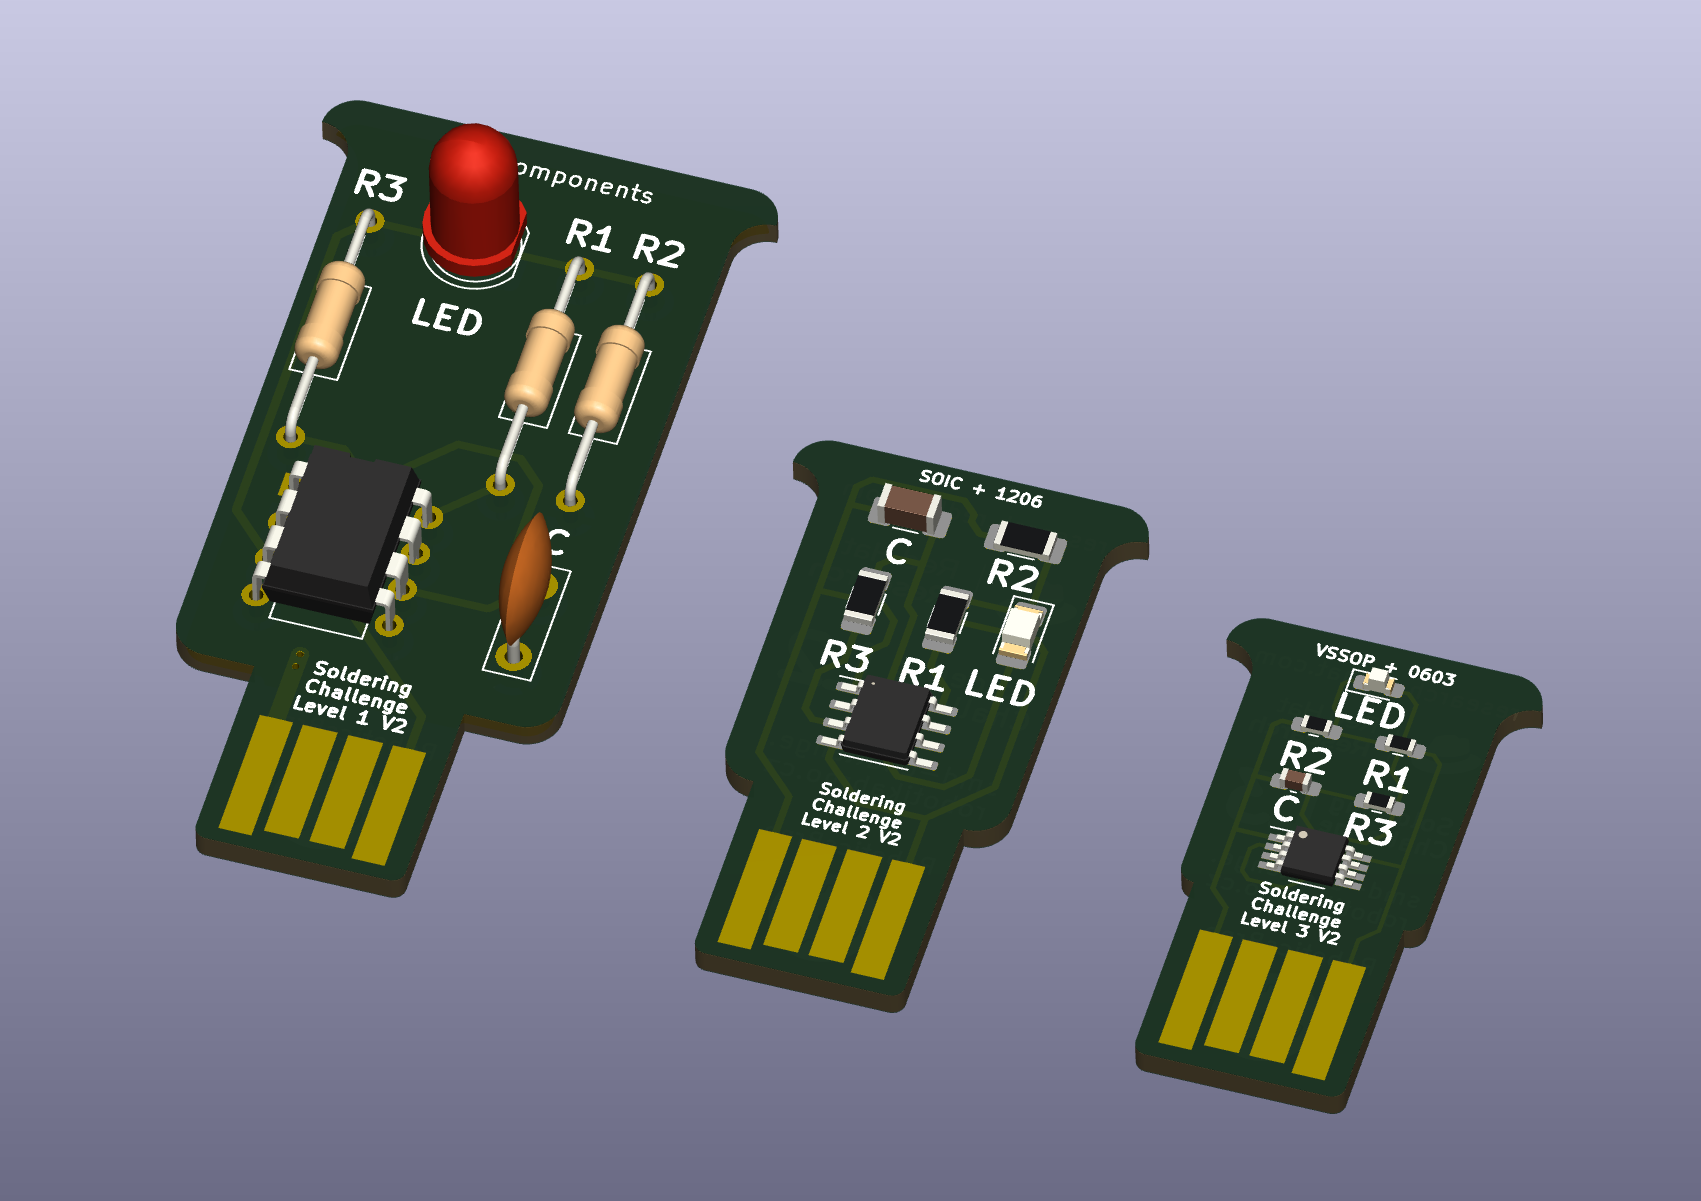 omponents
R3
R1 R2
LED
C
Soldering
Challenge
Level 1 V2
SOIC + 1206
C
R2
R3
R1
LED
Soldering
Challenge
Level 2 V2
VSSOP + 0603
LED
R2
R1
C
R3
Soldering
Challenge
Level 3 V2